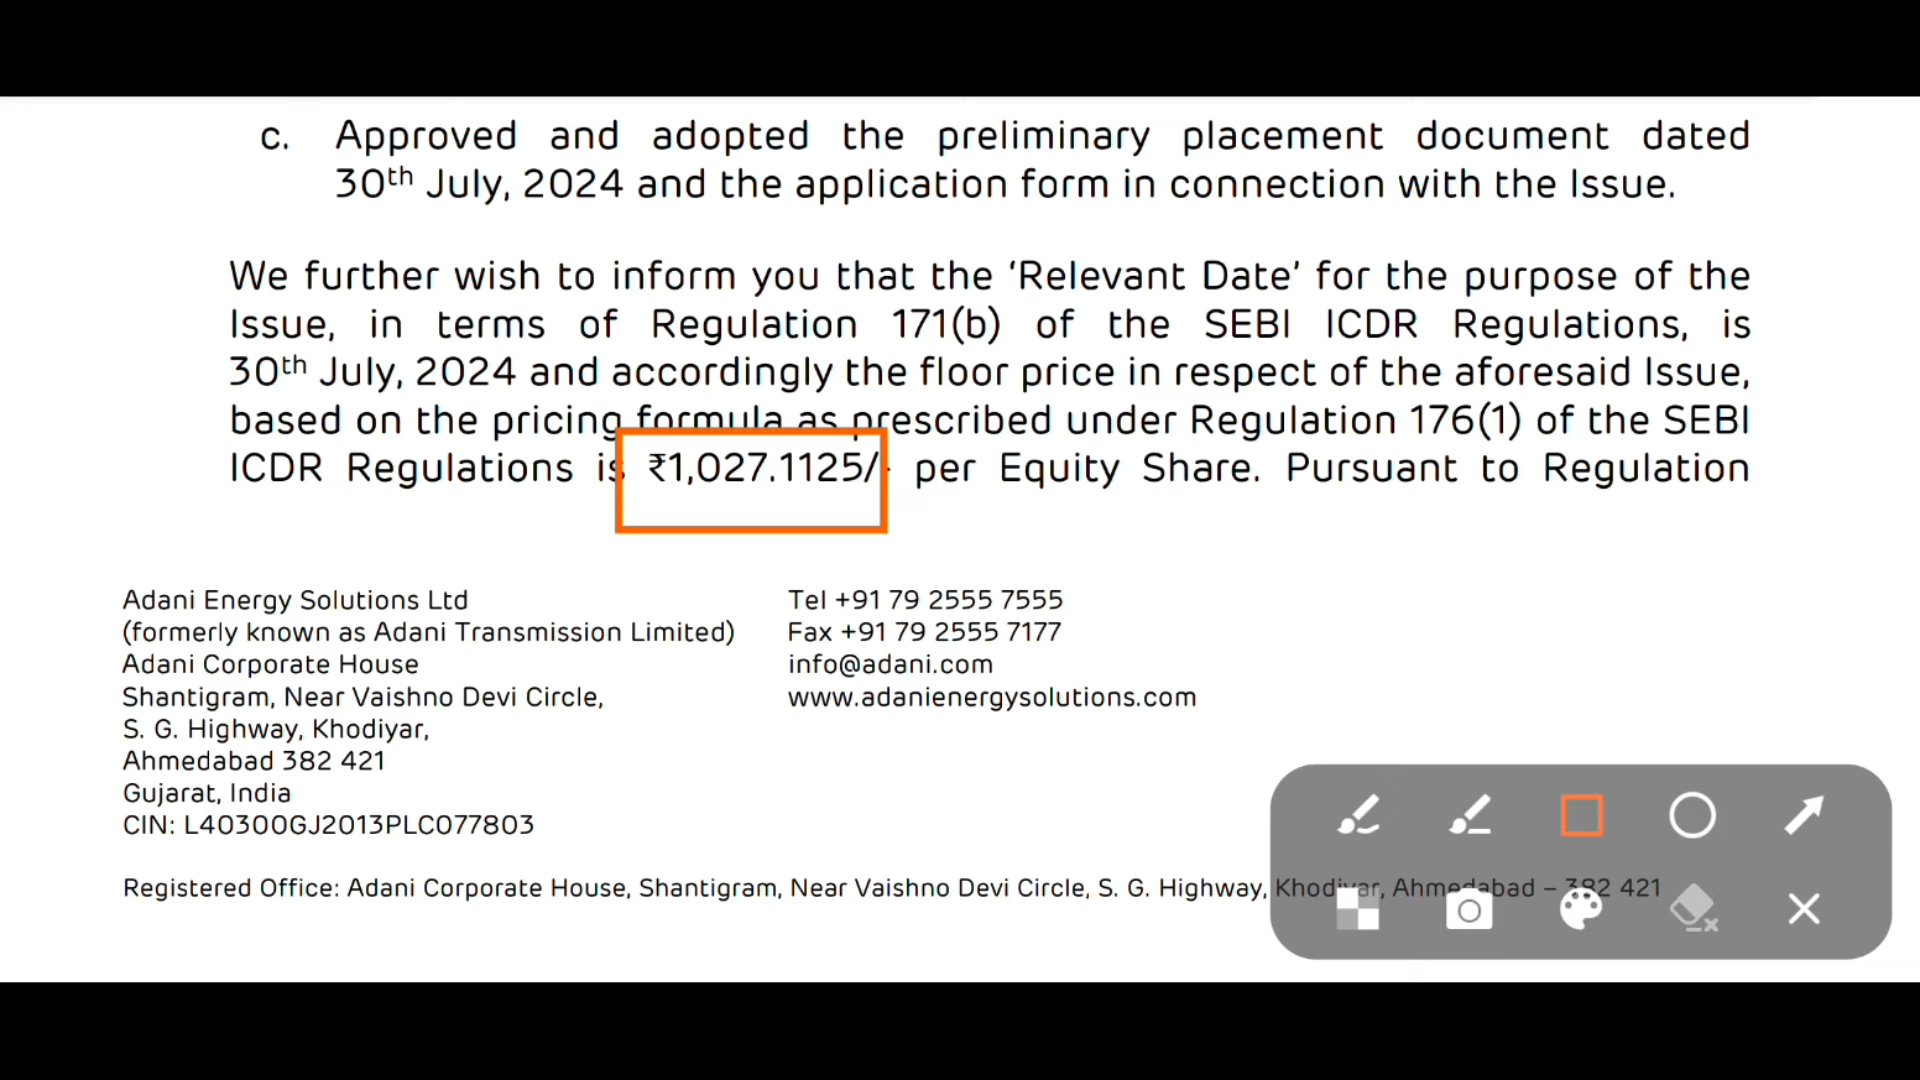 c. Approved and adopted the preliminary placement document dated
30th July, 2024 and the application form in connection with the Issue.
We further wish to inform you that the ‘Relevant Date’ for the purpose of the
Issue, in terms of Regulation 171(b) of the SEBI ICDR Regulations, is
30th July, 2024 and accordingly the floor price in respect of the aforesaid Issue,
based on the pricing formula as prescribed under Regulation 176(1) of the SEBI
ICDR Regulations is ₹1,027.1125/- per Equity Share. Pursuant to Regulation
Adani Energy Solutions Ltd
(formerly known as Adani Transmission Limited)
Adani Corporate House
Shantigram, Near Vaishno Devi Circle,
S. G. Highway, Khodiyar,
Ahmedabad 382 421
Gujarat, India
CIN: L40300GJ2013PLC077803
Tel +91 79 2555 7555
Fax +91 79 2555 7177
info@adani.com
www.adanienergysolutions.com
Registered Office: Adani Corporate House, Shantigram, Near Vaishno Devi Circle, S. G. Highway, Khodiyar, Ahmedabad – 382 421